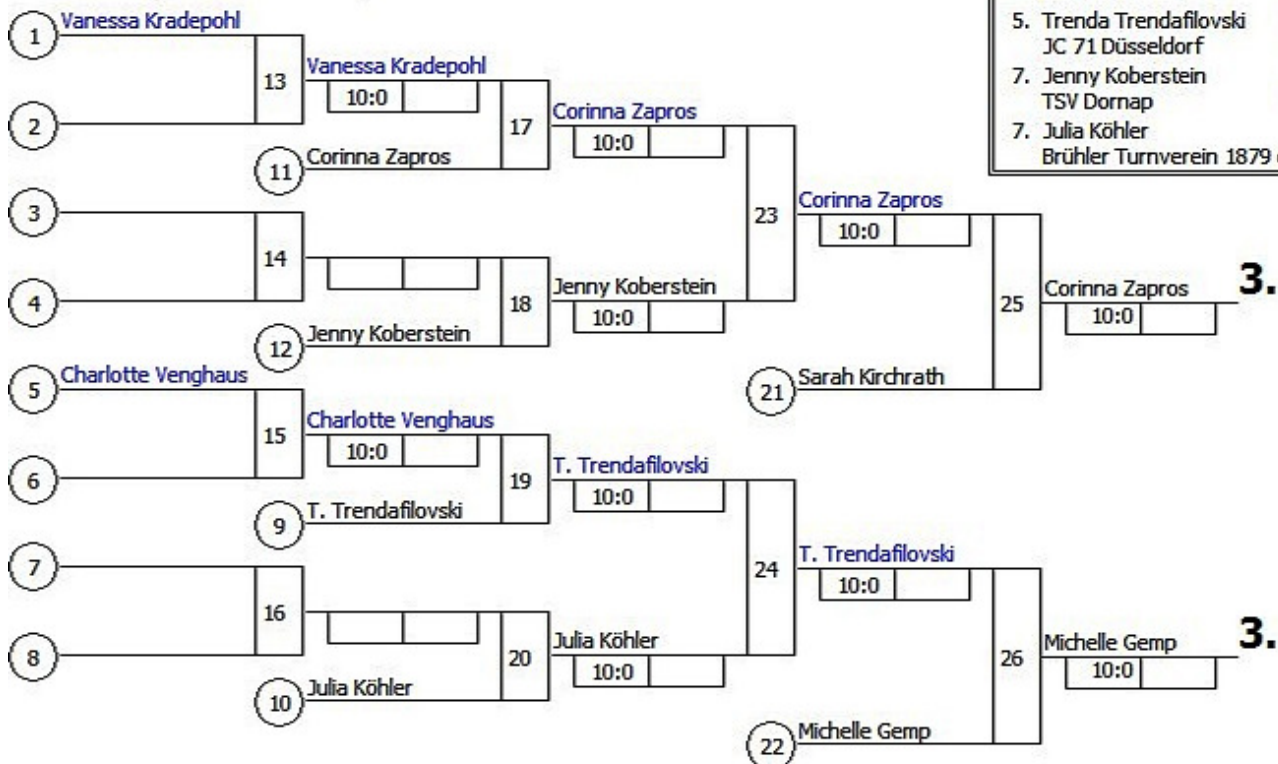 1 Vanessa Kradepohl
13
Vanessa Kradepohl
10:0
2
17
Corinna Zapros
10:0
11 Corinna Zapros
3
14
23
Corinna Zapros
10:0
4
18
Jenny Koberstein
10:0
12 Jenny Koberstein
25
Corinna Zapros
10:0
3.
21 Sarah Kirchrath
5 Charlotte Venghaus
15
Charlotte Venghaus
10:0
6
19
T. Trendafilovski
10:0
9 T. Trendafilovski
7
16
24
T. Trendafilovski
10:0
8
20
Julia Köhler
10:0
10 Julia Köhler
26
Michelle Gemp
10:0
3.
22 Michelle Gemp
5. Trenda Trendafilovski
JC 71 Düsseldorf
7. Jenny Koberstein
TSV Dornap
7. Julia Köhler
Brühler Turnverein 1879